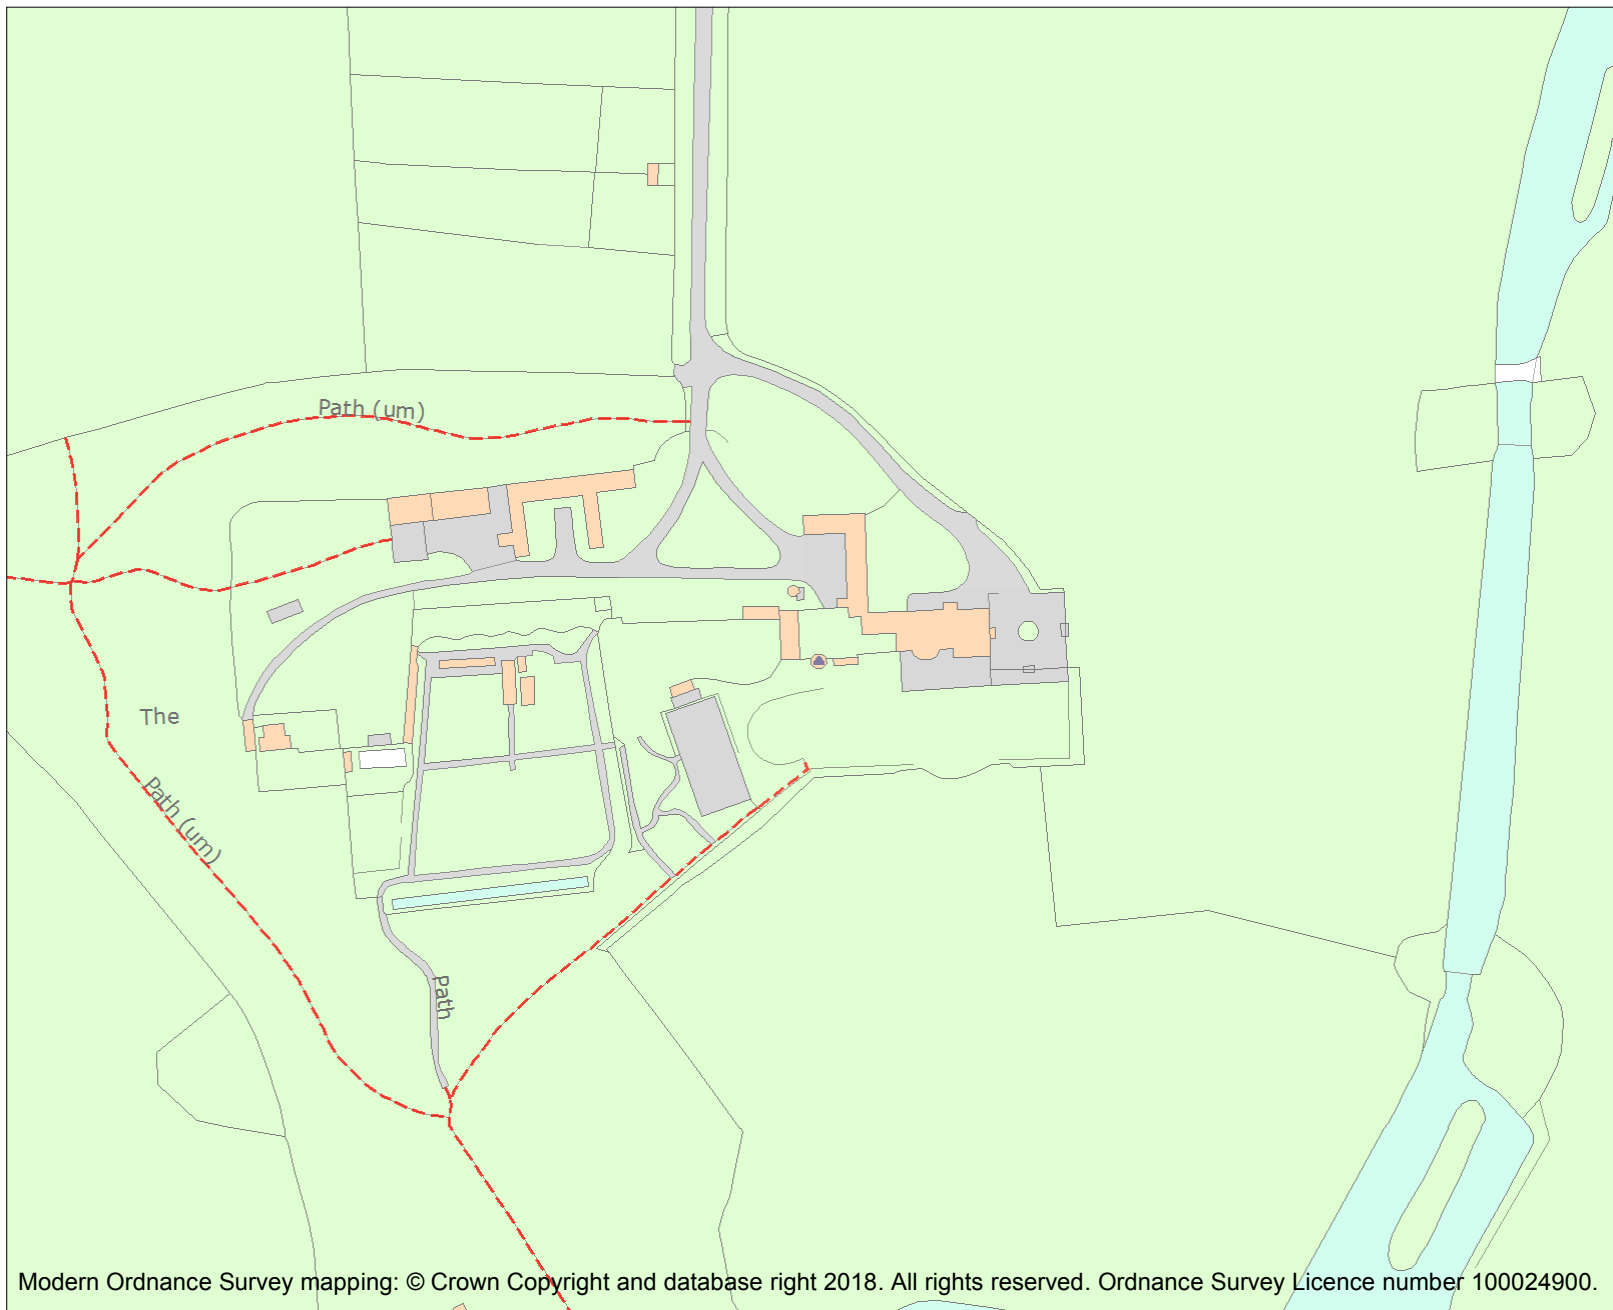 Path (um)
The
Path (um)
Path
Modern Ordnance Survey mapping: © Crown Copyright and database right 2018. All rights reserved. Ordnance Survey Licence number 100024900.